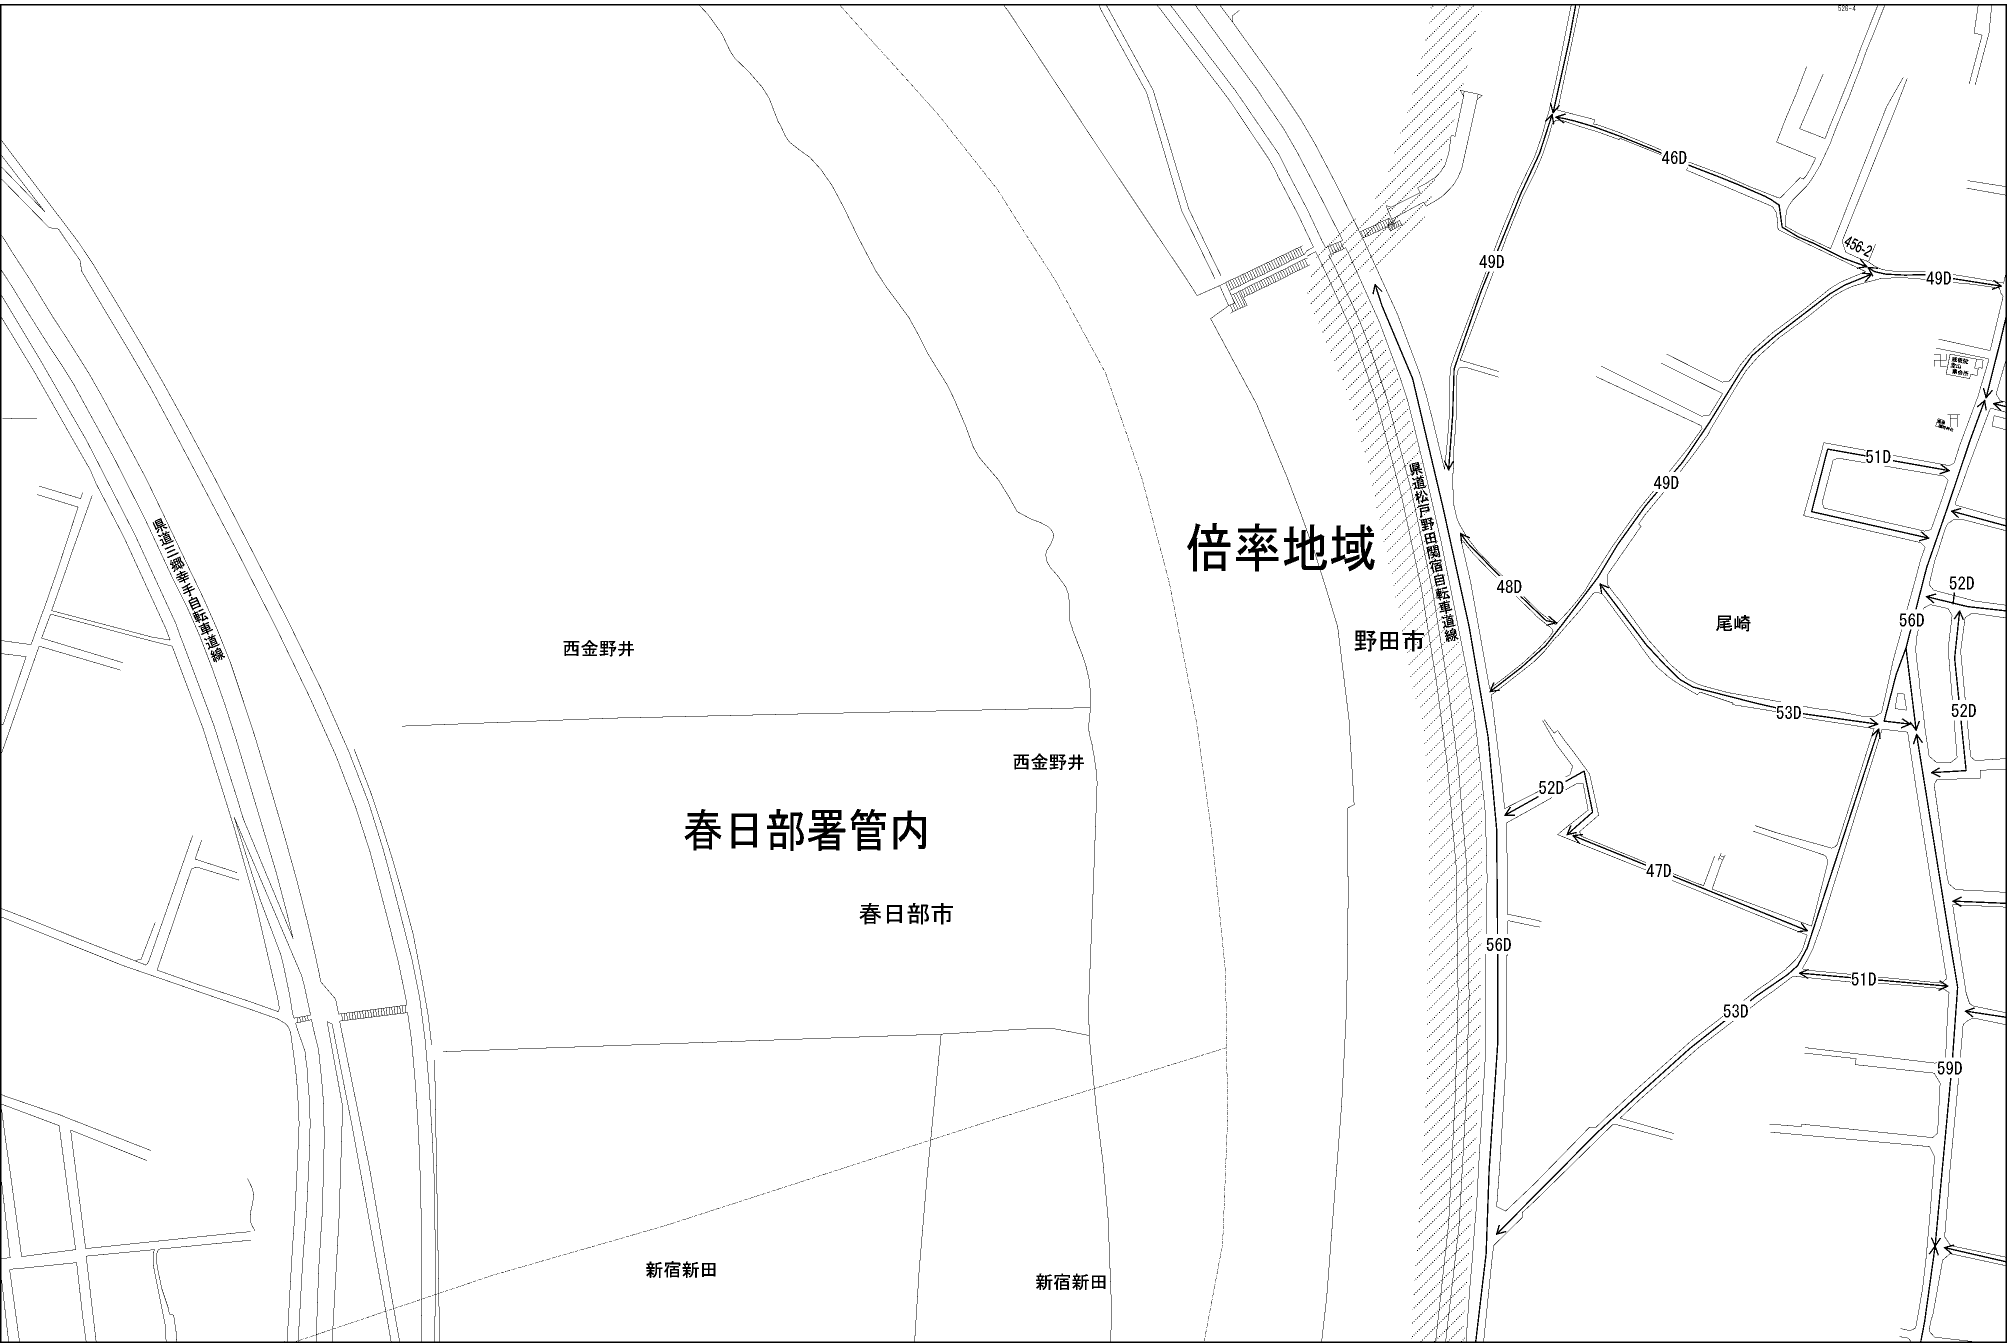 526-4
46D
456-2
49D
49D
51D
49D
県道松戸野田関宿自転車道線
県道三郷幸手自転車道線
倍率地域
48D
52D
56D
尾崎
野田市
西金野井
52D
53D
西金野井
52D
春日部署管内
47D
春日部市
56D
51D
53D
59D
新宿新田
新宿新田